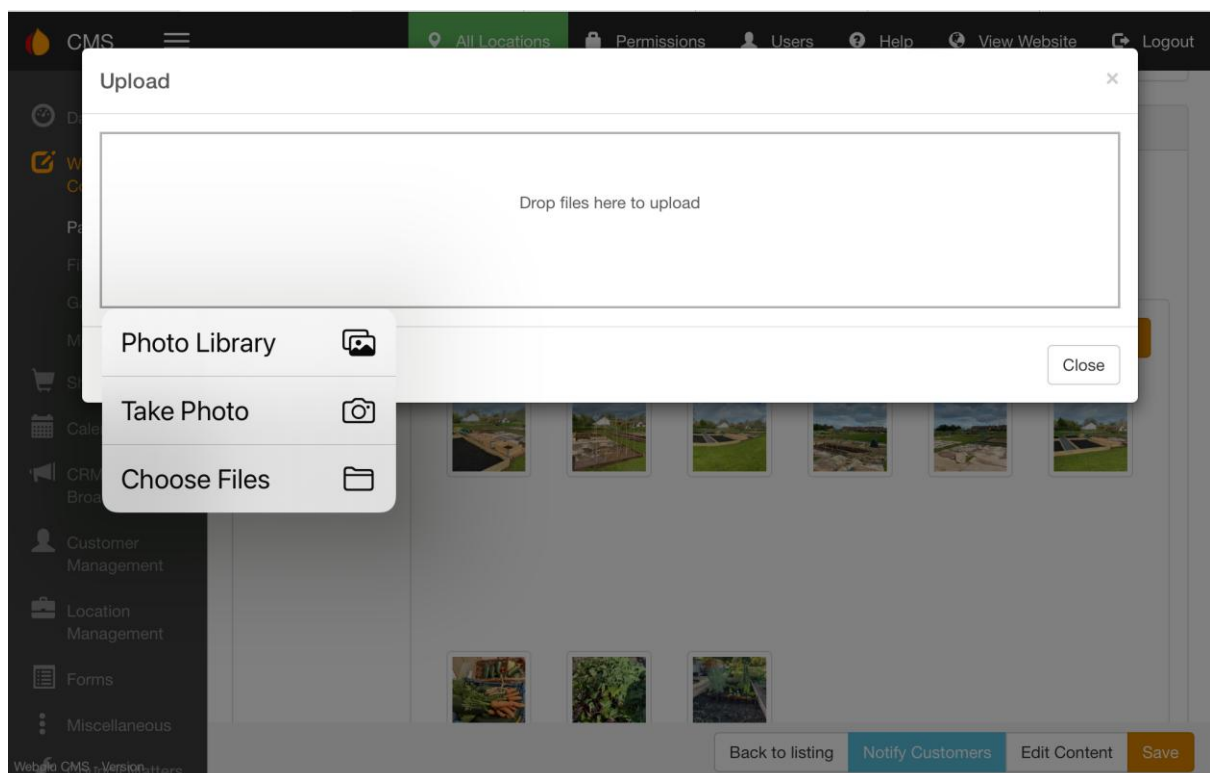 CMS
All Locations
Permissions
Users
Help
View Website
Logout
Upload
×
Drop files here to upload
Photo Library
Take Photo
Choose Files
Close
Customer
Management
Location
Management
Forms
Miscellaneous
Back to listing
Notify Customers
Edit Content
Save